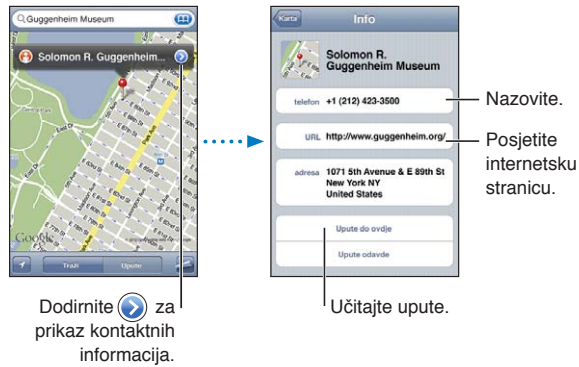 Guggenheim Museum
Solomon R. Guggenheim...
Google
Traži
Upute
Dodirnite za
prikaz kontaktnih
informacija.
Karta
Info
Solomon R.
Guggenheim Museum
telefon +1 (212) 423-3500
URL http://www.guggenheim.org/
adresa 1071 5th Avenue & E 89th St
New York NY
United States
Upute do ovdje
Upute odavde
Nazovite.
Posjetite
internetsku
stranicu.
Učitajte upute.